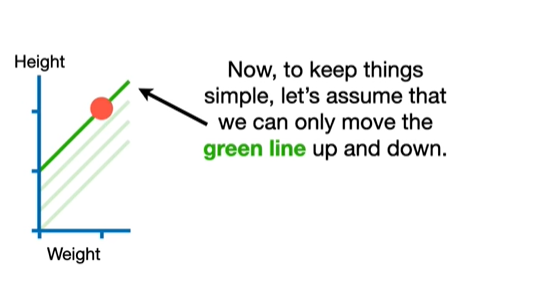 Height
Now, to keep things
simple, let's assume that
we can only move the
green line up and down.
Weight